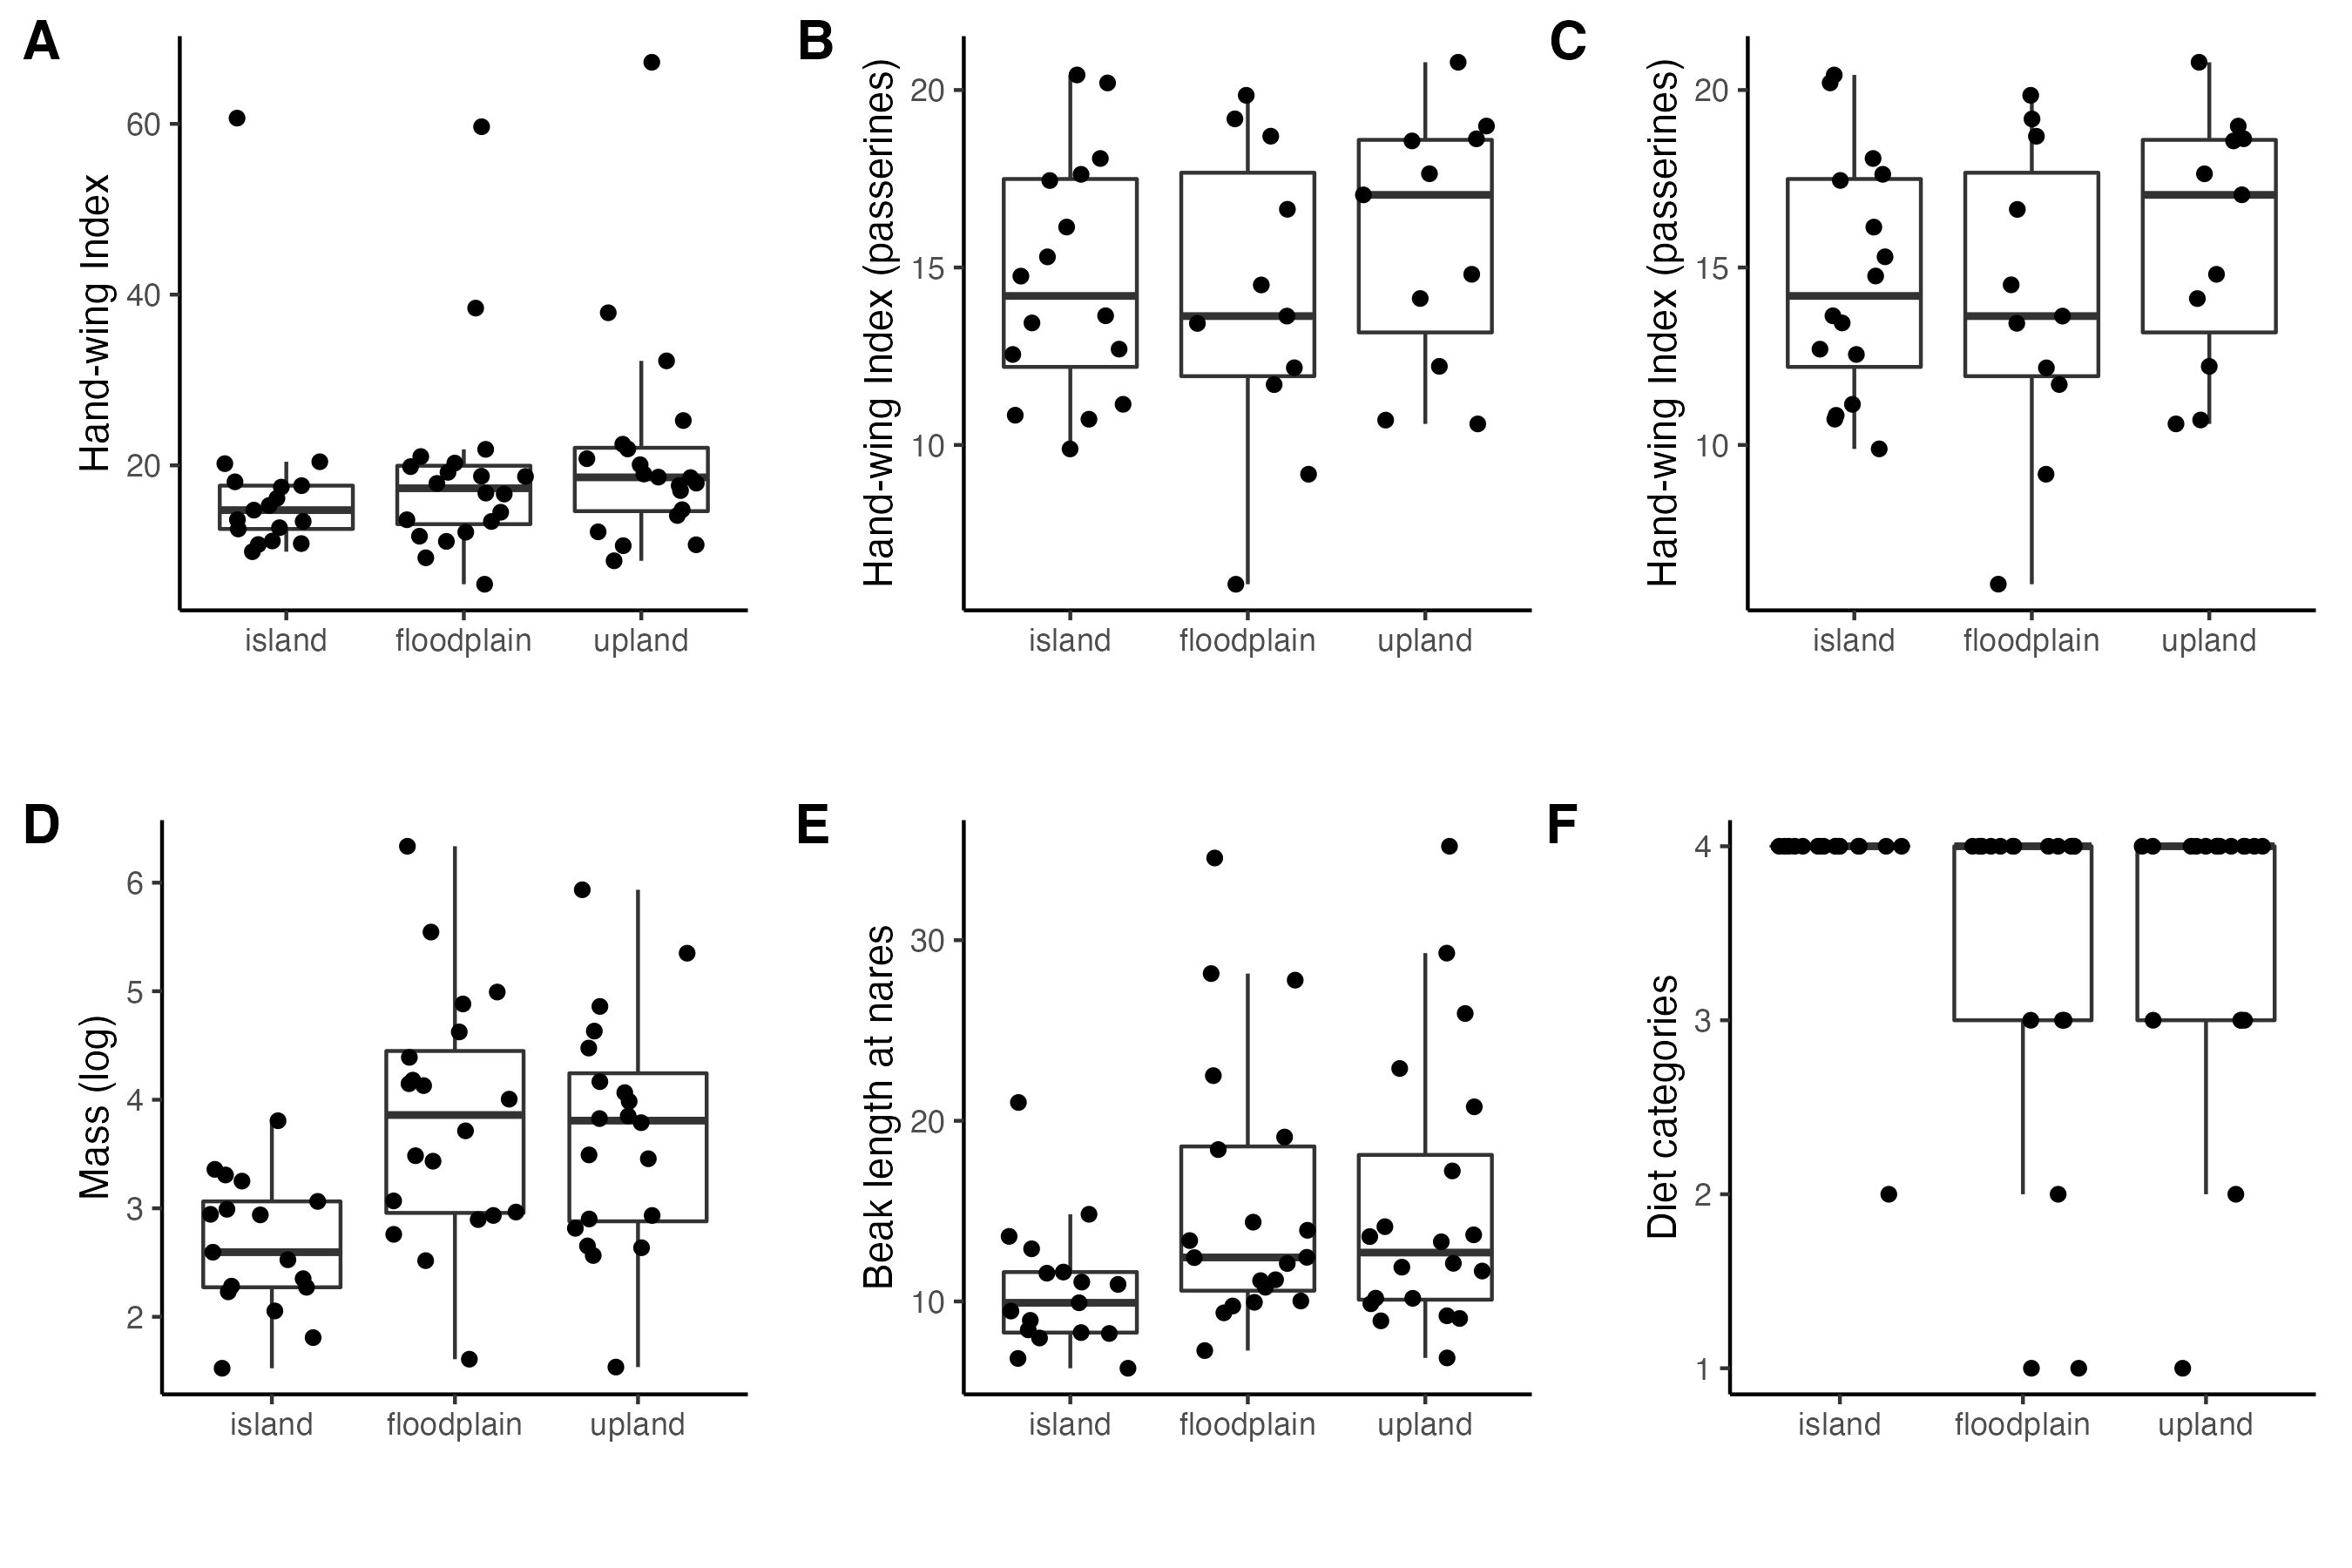 A
Hand-wing Index
60
40
20
island floodplain upland
B
Hand-wing Index (passerines)
20
15
10
island floodplain upland
C
Hand-wing Index (passerines)
20
15
10
island floodplain upland
D
Mass (log)
6
5
4
3
2
island floodplain upland
E
Beak length at nares
30
20
10
island floodplain upland
F
Diet categories
4
3
2
1
island floodplain upland